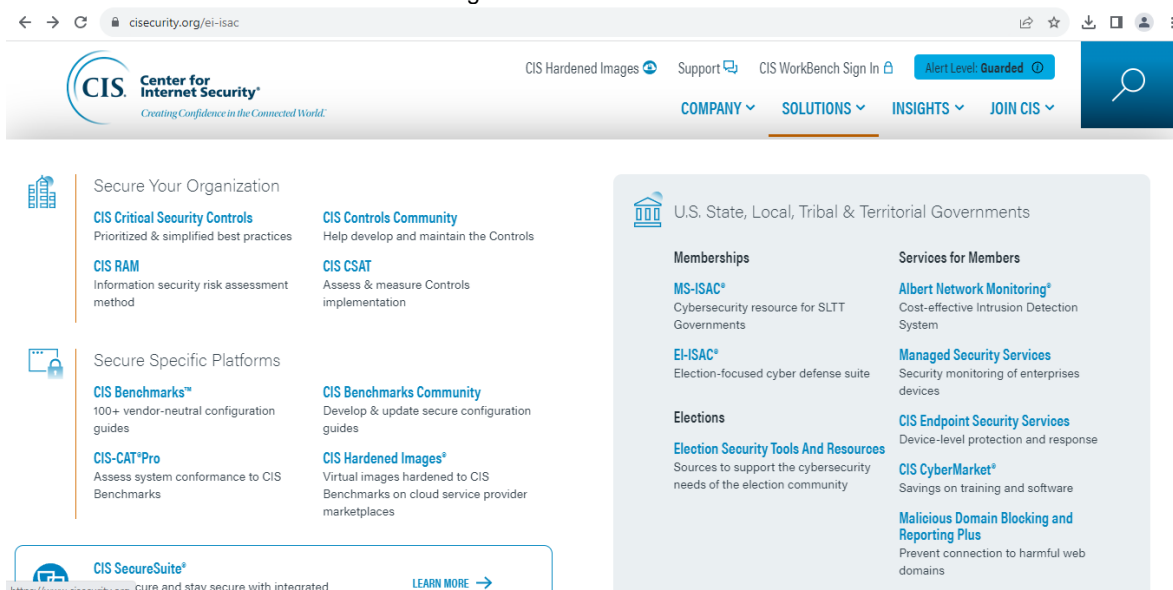 cisecurity.org/ei-isac
CIS Hardened Images Support CIS WorkBench Sign In Alert Level: Guarded
CIS. Center for Internet Security®
Creating Confidence in the Connected World.®
COMPANY SOLUTIONS INSIGHTS JOIN CIS
Secure Your Organization
CIS Critical Security Controls
Prioritized & simplified best practices
CIS Controls Community
Help develop and maintain the Controls
CIS RAM
Information security risk assessment
method
CIS CSAT
Assess & measure Controls
implementation
Secure Specific Platforms
CIS Benchmarks™
100+ vendor-neutral configuration
guides
CIS Benchmarks Community
Develop & update secure configuration
guides
CIS-CAT®Pro
Assess system conformance to CIS
Benchmarks
CIS Hardened Images®
Virtual images hardened to CIS
Benchmarks on cloud service provider
marketplaces
CIS SecureSuite®
cure and stay secure with integrated
LEARN MORE
U.S. State, Local, Tribal & Territorial Governments
Memberships
MS-ISAC®
Cybersecurity resource for SLTT
Governments
EI-ISAC®
Election-focused cyber defense suite
Elections
Election Security Tools And Resources
Sources to support the cybersecurity
needs of the election community
Services for Members
Albert Network Monitoring®
Cost-effective Intrusion Detection
System
Managed Security Services
Security monitoring of enterprises
devices
CIS Endpoint Security Services
Device-level protection and response
CIS CyberMarket®
Savings on training and software
Malicious Domain Blocking and
Reporting Plus
Prevent connection to harmful web
domains